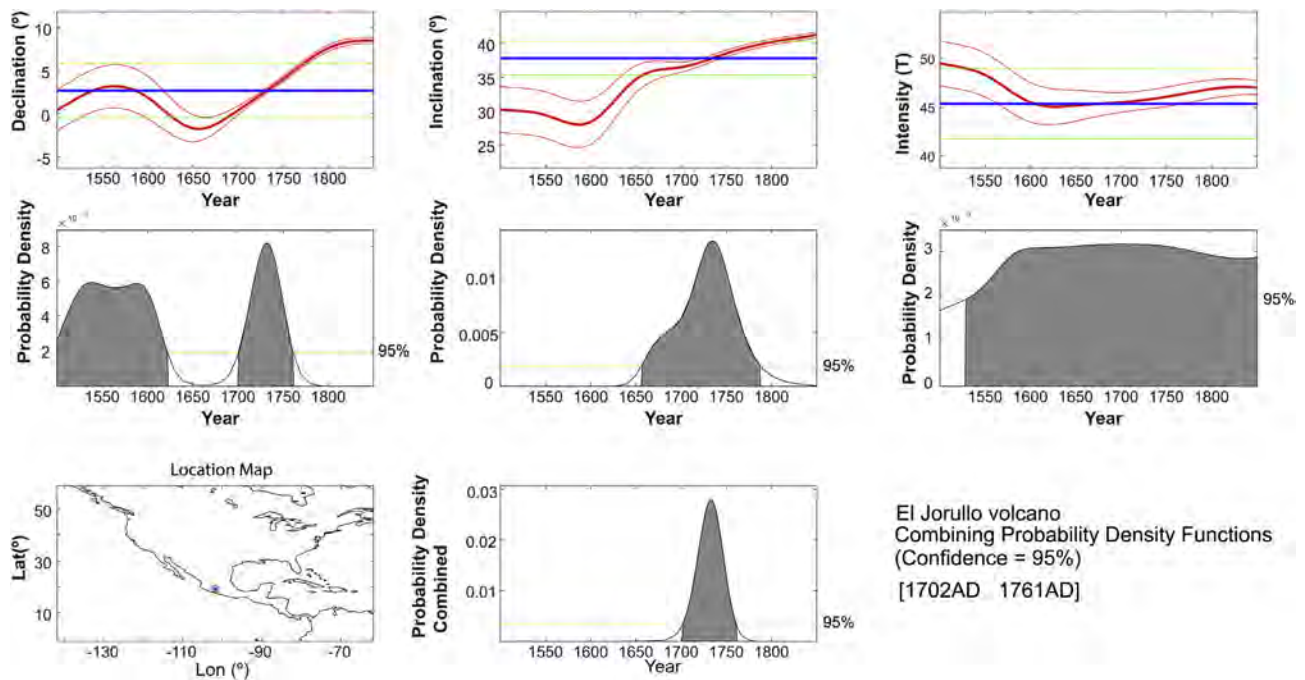 Declination (º)
10
5
0
-5
1550 1600 1650 1700 1750 1800
Year
Inclination (º)
40
35
30
25
1550 1600 1650 1700 1750 1800
Year
Intensity (T)
50
45
40
1550 1600 1650 1700 1750 1800
Year
Probability Density
8
6
4
2
95%
1550 1600 1650 1700 1750 1800
Year
Probability Density
0.01
0.005
0
95%
1550 1600 1650 1700 1750 1800
Year
Probability Density
3
2
1
0
95%
1550 1600 1650 1700 1750 1800
Year
Location Map
Lat(º)
50
30
10
-130 -110 -90 -70
Lon (º)
Probability Density
Combined
0.03
0.02
0.01
95%
1550 1600 1650 1700 1750 1800
Year
El Jorullo volcano
Combining Probability Density Functions
(Confidence = 95%)
[1702AD 1761AD]